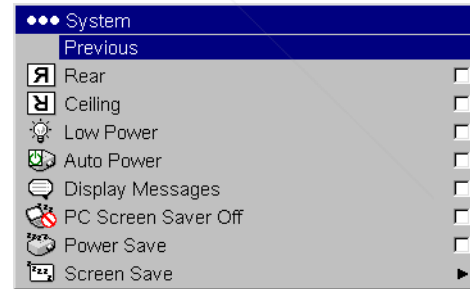 System
Previous
Rear
Ceiling
Low Power
Auto Power
Display Messages
PC Screen Saver Off
Power Save
Screen Save